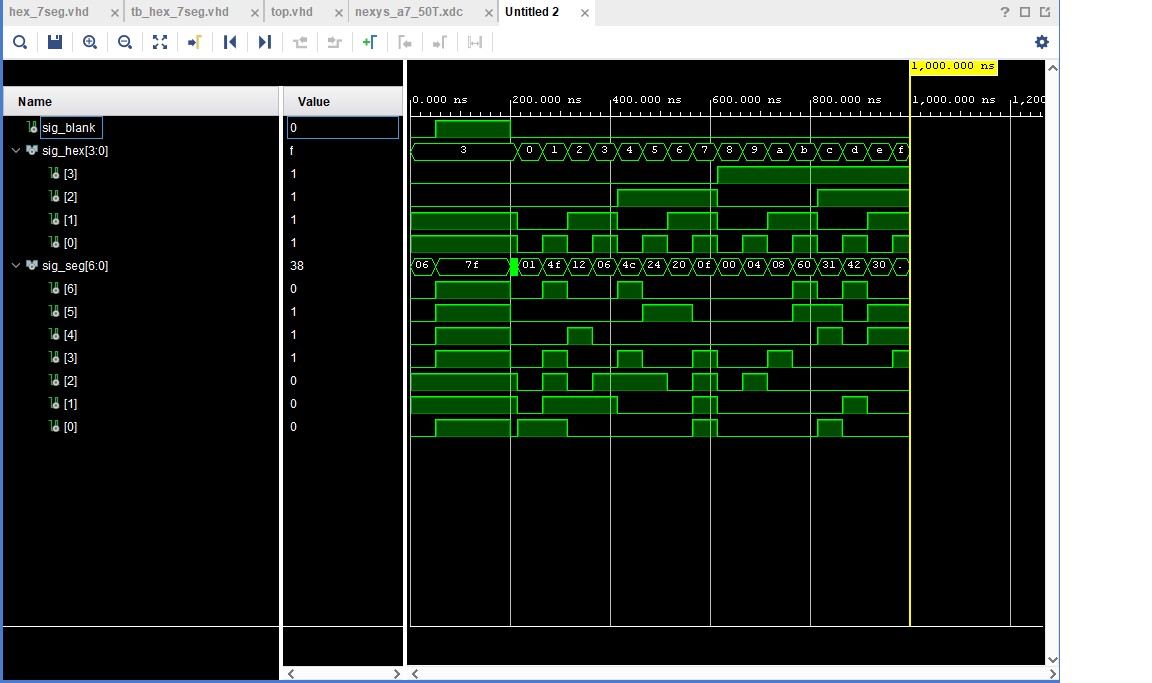 hex_7seg.vhd tb_hex_7seg.vhd top.vhd nexys_a7_50T.xdc Untitled 2
1,000.000 ns
Name Value
0.000 ns 200.000 ns 400.000 ns 600.000 ns 800.000 ns 1,000.000 ns 1,200
sig_blank 0
sig_hex[3:0] f 3 0 1 2 3 4 5 6 7 8 9 a b c d e f
[3] 1
[2] 1
[1] 1
[0] 1
sig_seg[6:0] 38 06 7f 01 4f 12 06 4c 24 20 0f 00 04 08 60 31 42 30 .
[6] 0
[5] 1
[4] 1
[3] 1
[2] 0
[1] 0
[0] 0